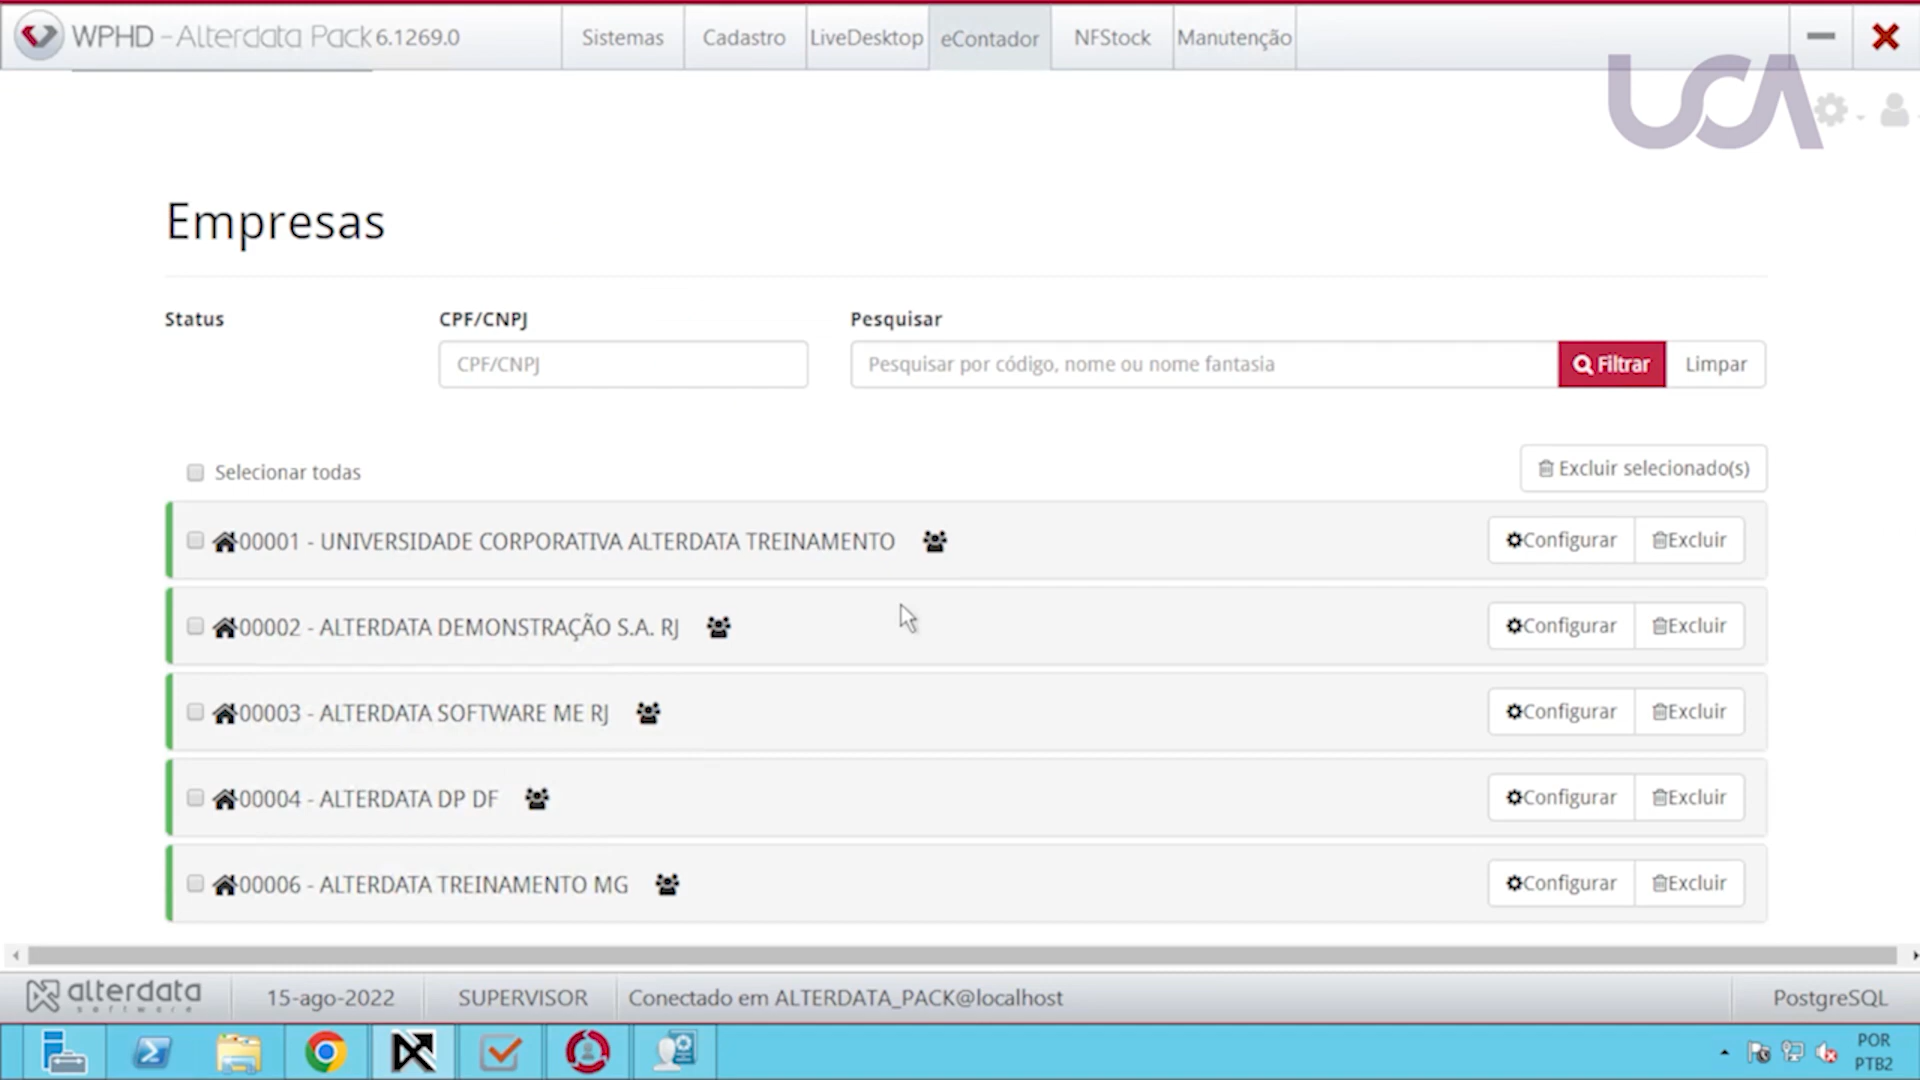 WPHD - Alterdata Pack 6.1269.0
Sistemas
Cadastro
LiveDesktop
eContador
NFStock
Manutenção
UCA
Empresas
Status
CPF/CNPJ
Pesquisar
CPF/CNPJ
Pesquisar por código, nome ou nome fantasia
Filtrar
Limpar
Selecionar todas
Excluir selecionado(s)
00001 - UNIVERSIDADE CORPORATIVA ALTERDATA TREINAMENTO
Configurar
Excluir
00002 - ALTERDATA DEMONSTRAÇÃO S.A. RJ
Configurar
Excluir
00003 - ALTERDATA SOFTWARE ME RJ
Configurar
Excluir
00004 - ALTERDATA DP DF
Configurar
Excluir
00006 - ALTERDATA TREINAMENTO MG
Configurar
Excluir
alterdata
software
15-ago-2022
SUPERVISOR
Conectado em ALTERDATA_PACK@localhost
PostgreSQL
POR
PTB2